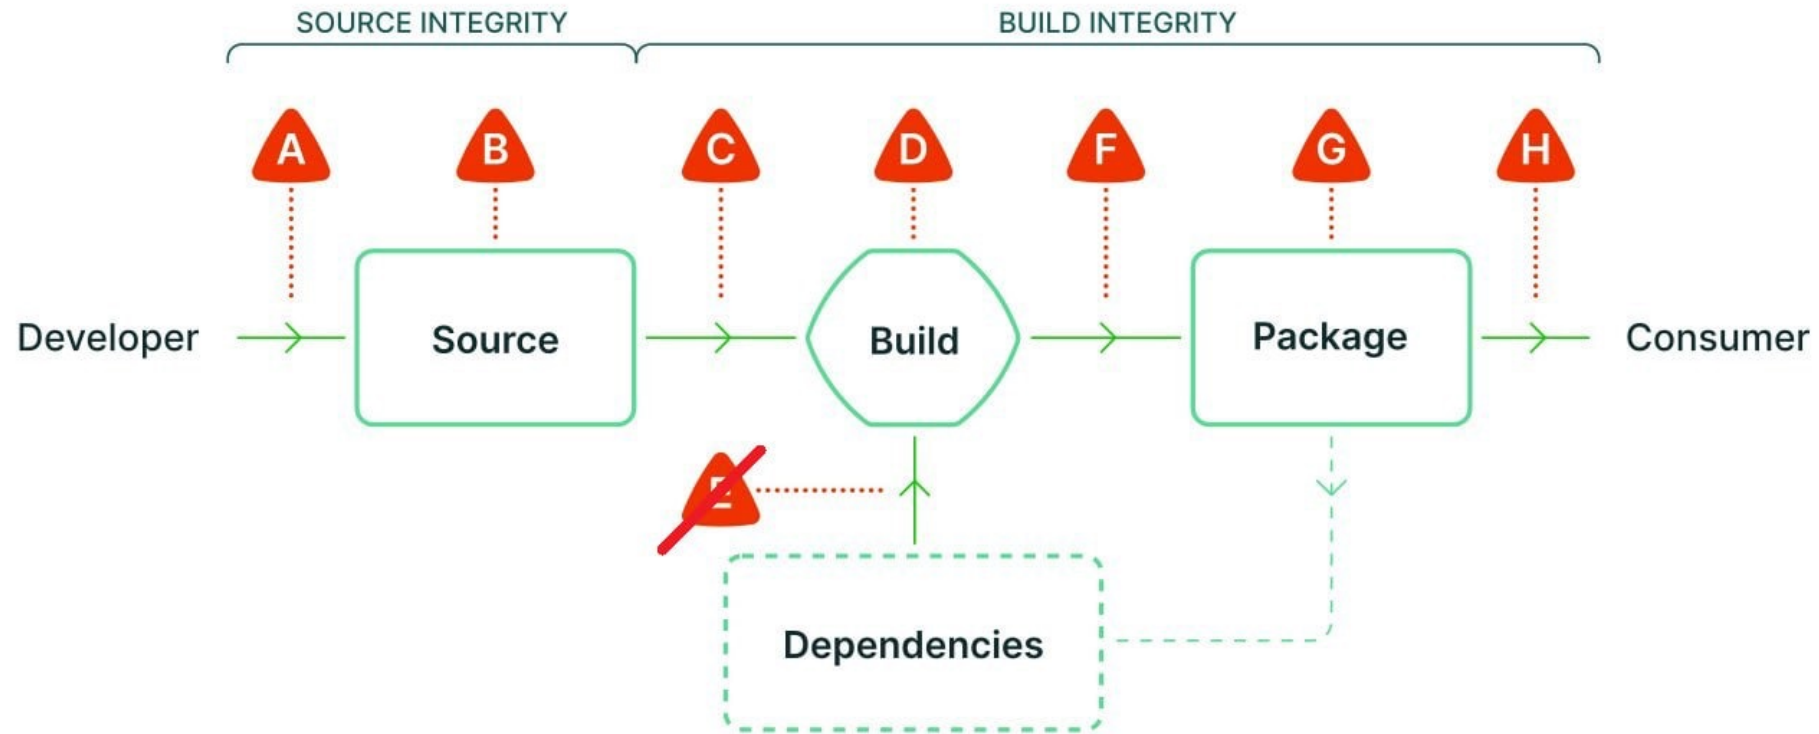 SOURCE INTEGRITY
BUILD INTEGRITY
A
B
C
D
F
G
H
Developer
Source
Build
Package
Consumer
E
Dependencies